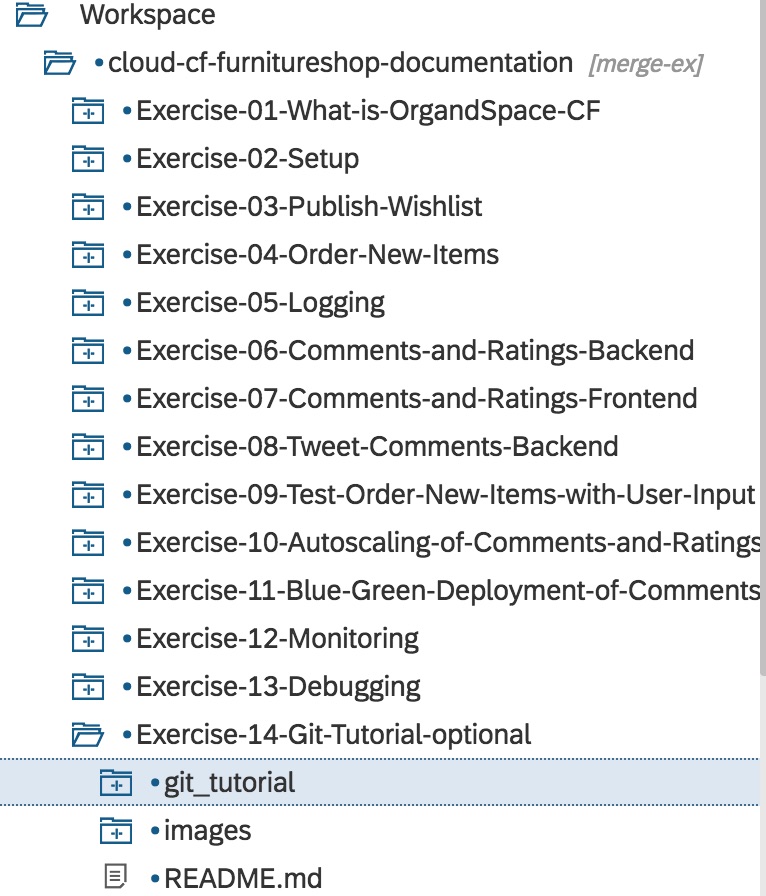 Workspace
cloud-cf-furnitureshop-documentation [merge-ex]
Exercise-01-What-is-OrgandSpace-CF
Exercise-02-Setup
Exercise-03-Publish-Wishlist
Exercise-04-Order-New-Items
Exercise-05-Logging
Exercise-06-Comments-and-Ratings-Backend
Exercise-07-Comments-and-Ratings-Frontend
Exercise-08-Tweet-Comments-Backend
Exercise-09-Test-Order-New-Items-with-User-Input
Exercise-10-Autoscaling-of-Comments-and-Ratings
Exercise-11-Blue-Green-Deployment-of-Comments
Exercise-12-Monitoring
Exercise-13-Debugging
Exercise-14-Git-Tutorial-optional
git_tutorial
images
README.md